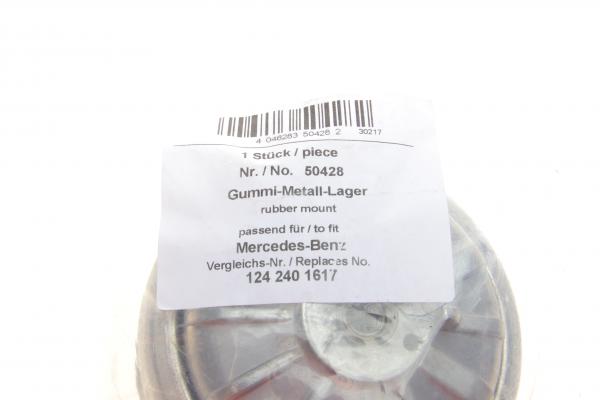 4 046283 50428 2 30217
1 Stück / piece
Nr. / No. 50428
Gummi-Metall-Lager
rubber mount
passend für / to fit
Mercedes-Benz
Vergleichs-Nr. / Replaces No.
124 240 1617